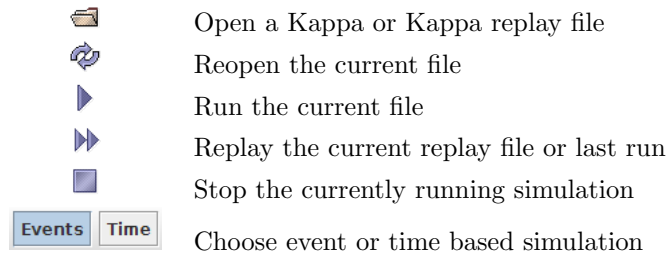 Open a Kappa or Kappa replay file
Reopen the current file
Run the current file
Replay the current replay file or last run
Stop the currently running simulation
Events Time Choose event or time based simulation